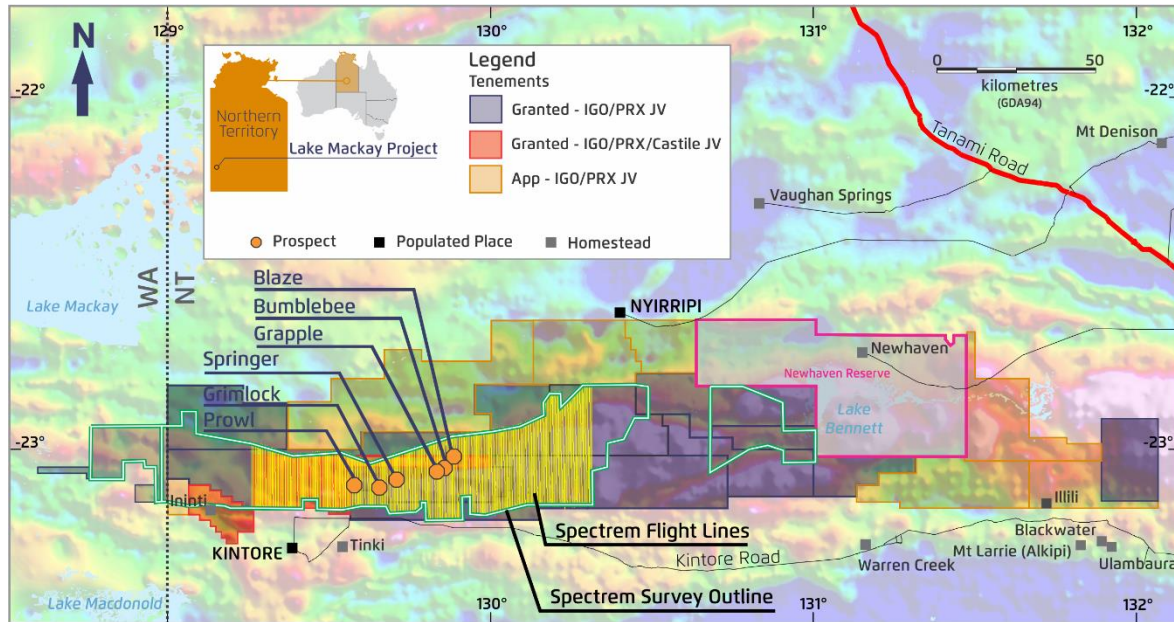 129°
130°
131°
132°
N
-22°
-22°
Northern
Territory
Lake Mackay Project
Legend
Tenements
Granted - IGO/PRX JV
Granted - IGO/PRX/Castile JV
App - IGO/PRX JV
Prospect
Populated Place
Homestead
0
50
kilometres
(GDA94)
Tanami Road
Mt Denison
Vaughan Springs
WA
NT
Lake Mackay
Blaze
Bumblebee
Grapple
Springer
Grimlock
Prowl
NYIRRIPI
Newhaven
Newhaven Reserve
Lake
Bennett
-23°
-23°
Ininti
KINTORE
Tinki
Spectrem Flight Lines
Kintore Road
Spectrem Survey Outline
Warren Creek
Illili
Blackwater
Mt Larrie (Alkipi)
Ulambaura
Lake Macdonold
129°
130°
131°
132°